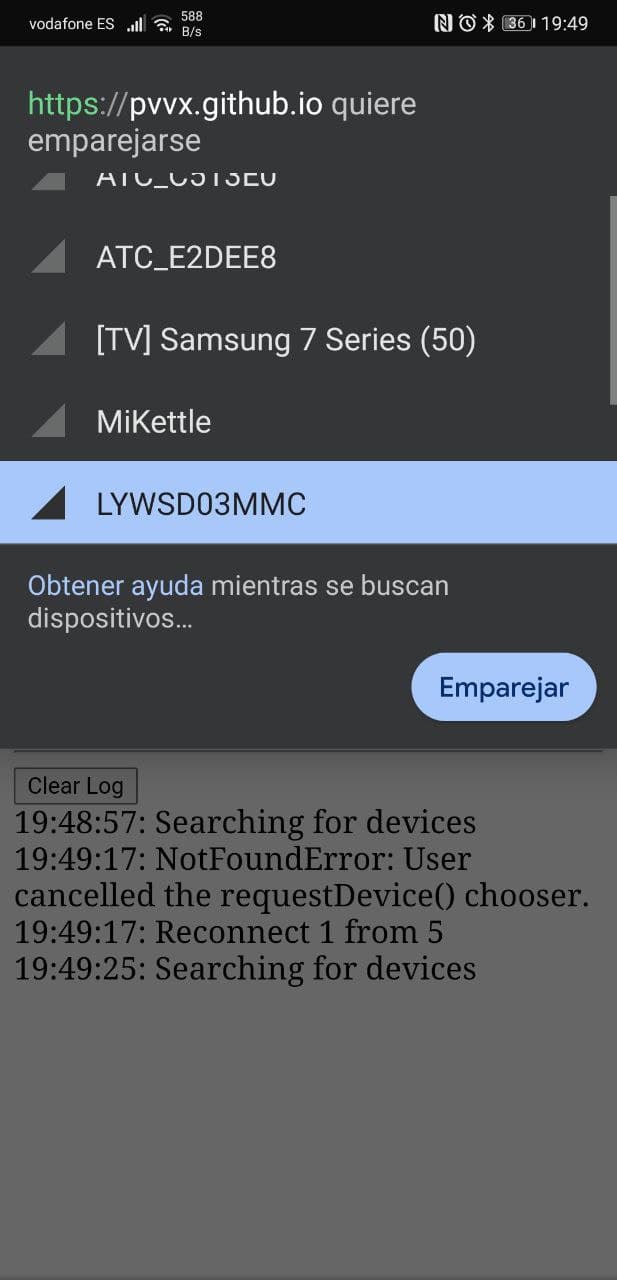 vodafone ES 588 B/s 36 19:49
https://pvvx.github.io quiere
emparejarse
ATC_E2DEE8
[TV] Samsung 7 Series (50)
MiKettle
LYWSD03MMC
Obtener ayuda mientras se buscan
dispositivos...
Emparejar
Clear Log
19:48:57: Searching for devices
19:49:17: NotFoundError: User
cancelled the requestDevice() chooser.
19:49:17: Reconnect 1 from 5
19:49:25: Searching for devices